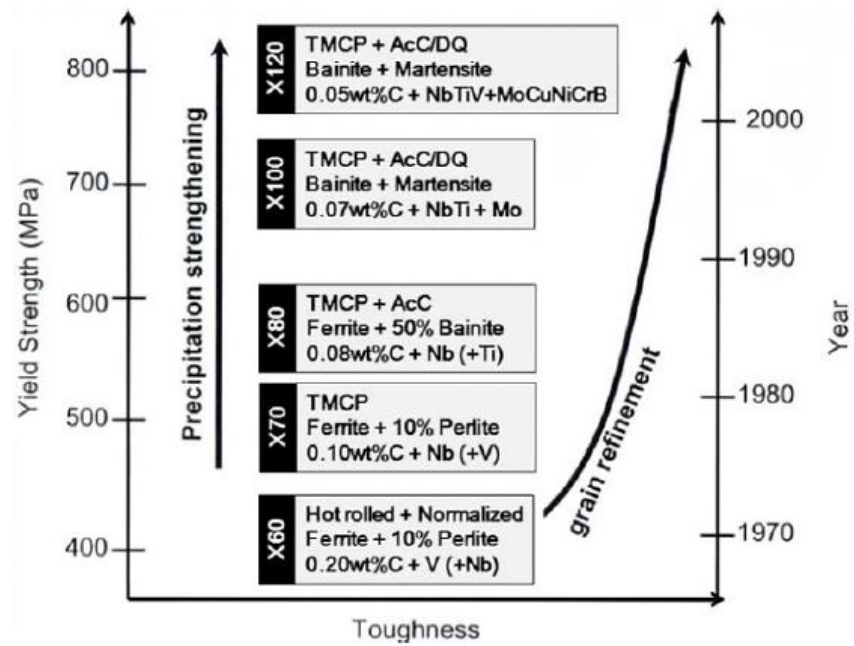 800
700
600
500
400
Yield Strength (MPa)
Precipitation strengthening
X120
TMCP + AcC/DQ
Bainite + Martensite
0.05wt%C + NbTiV+MoCuNiCrB
X100
TMCP + AcC/DQ
Bainite + Martensite
0.07wt%C + NbTi + Mo
X80
TMCP + AcC
Ferrite + 50% Bainite
0.08wt%C + Nb (+Ti)
X70
TMCP
Ferrite + 10% Perlite
0.10wt%C + Nb (+V)
X60
Hot rolled + Normalized
Ferrite + 10% Perlite
0.20wt%C + V (+Nb)
grain refinement
2000
1990
1980
1970
Year
Toughness